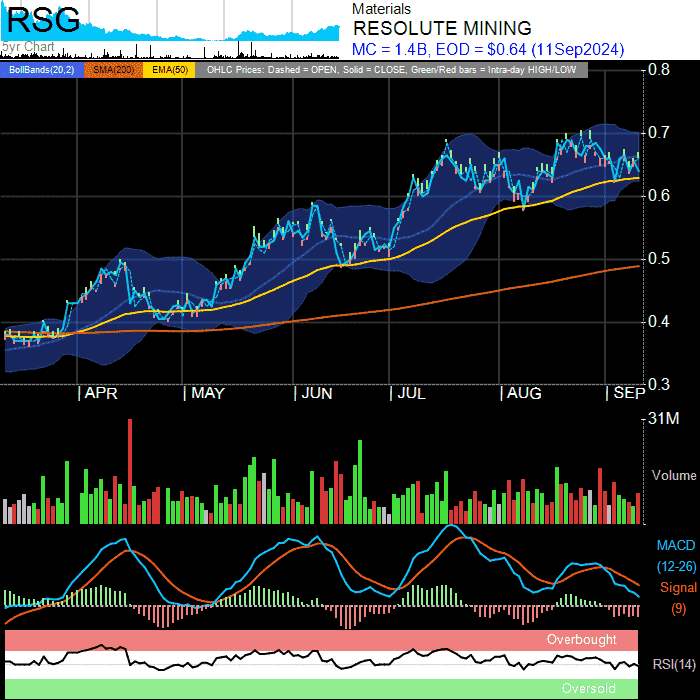 RSG
5yr Chart
Materials
RESOLUTE MINING
MC = 1.4B, EOD = $0.64 (11Sep2024)
BollBands(20,2) SMA(200) EMA(50) OHLC Prices: Dashed = OPEN, Solid = CLOSE, Green/Red bars = Intra-day HIGH/LOW
0.8
0.7
0.6
0.5
0.4
0.3
APR MAY JUN JUL AUG SEP
31M
Volume
MACD
(12-26)
Signal
(9)
Overbought
RSI(14)
Oversold